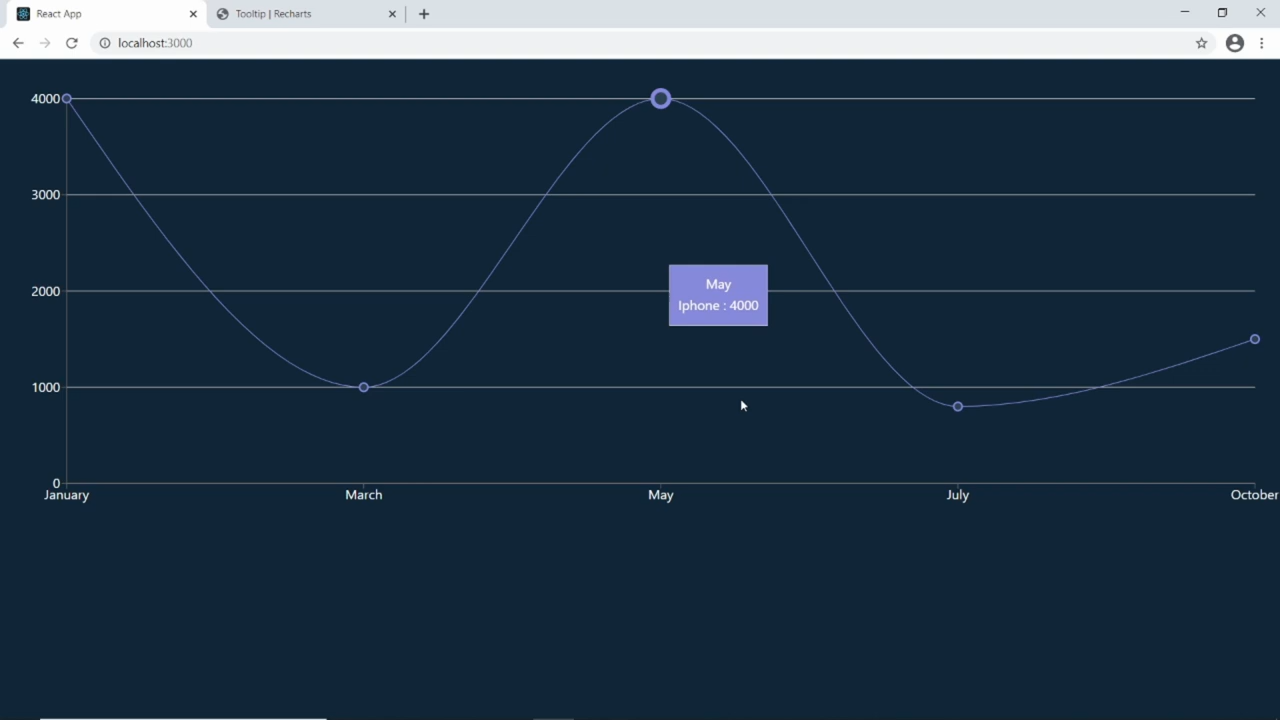 React App
Tooltip | Recharts
localhost:3000
4000
3000
2000
1000
0
May
Iphone : 4000
January
March
May
July
October